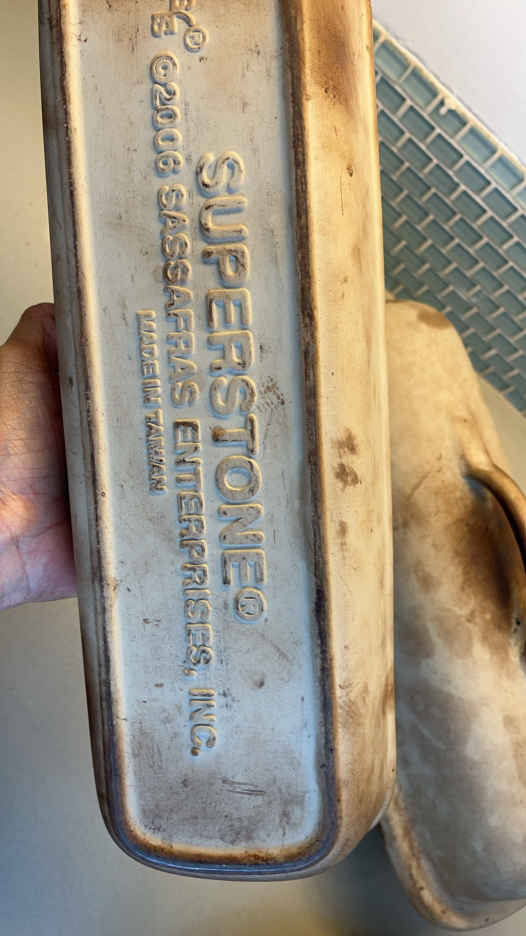 SUPERSTONE®
©2006 SASSAFRAS ENTERPRISES, INC.
MADE IN TAIWAN